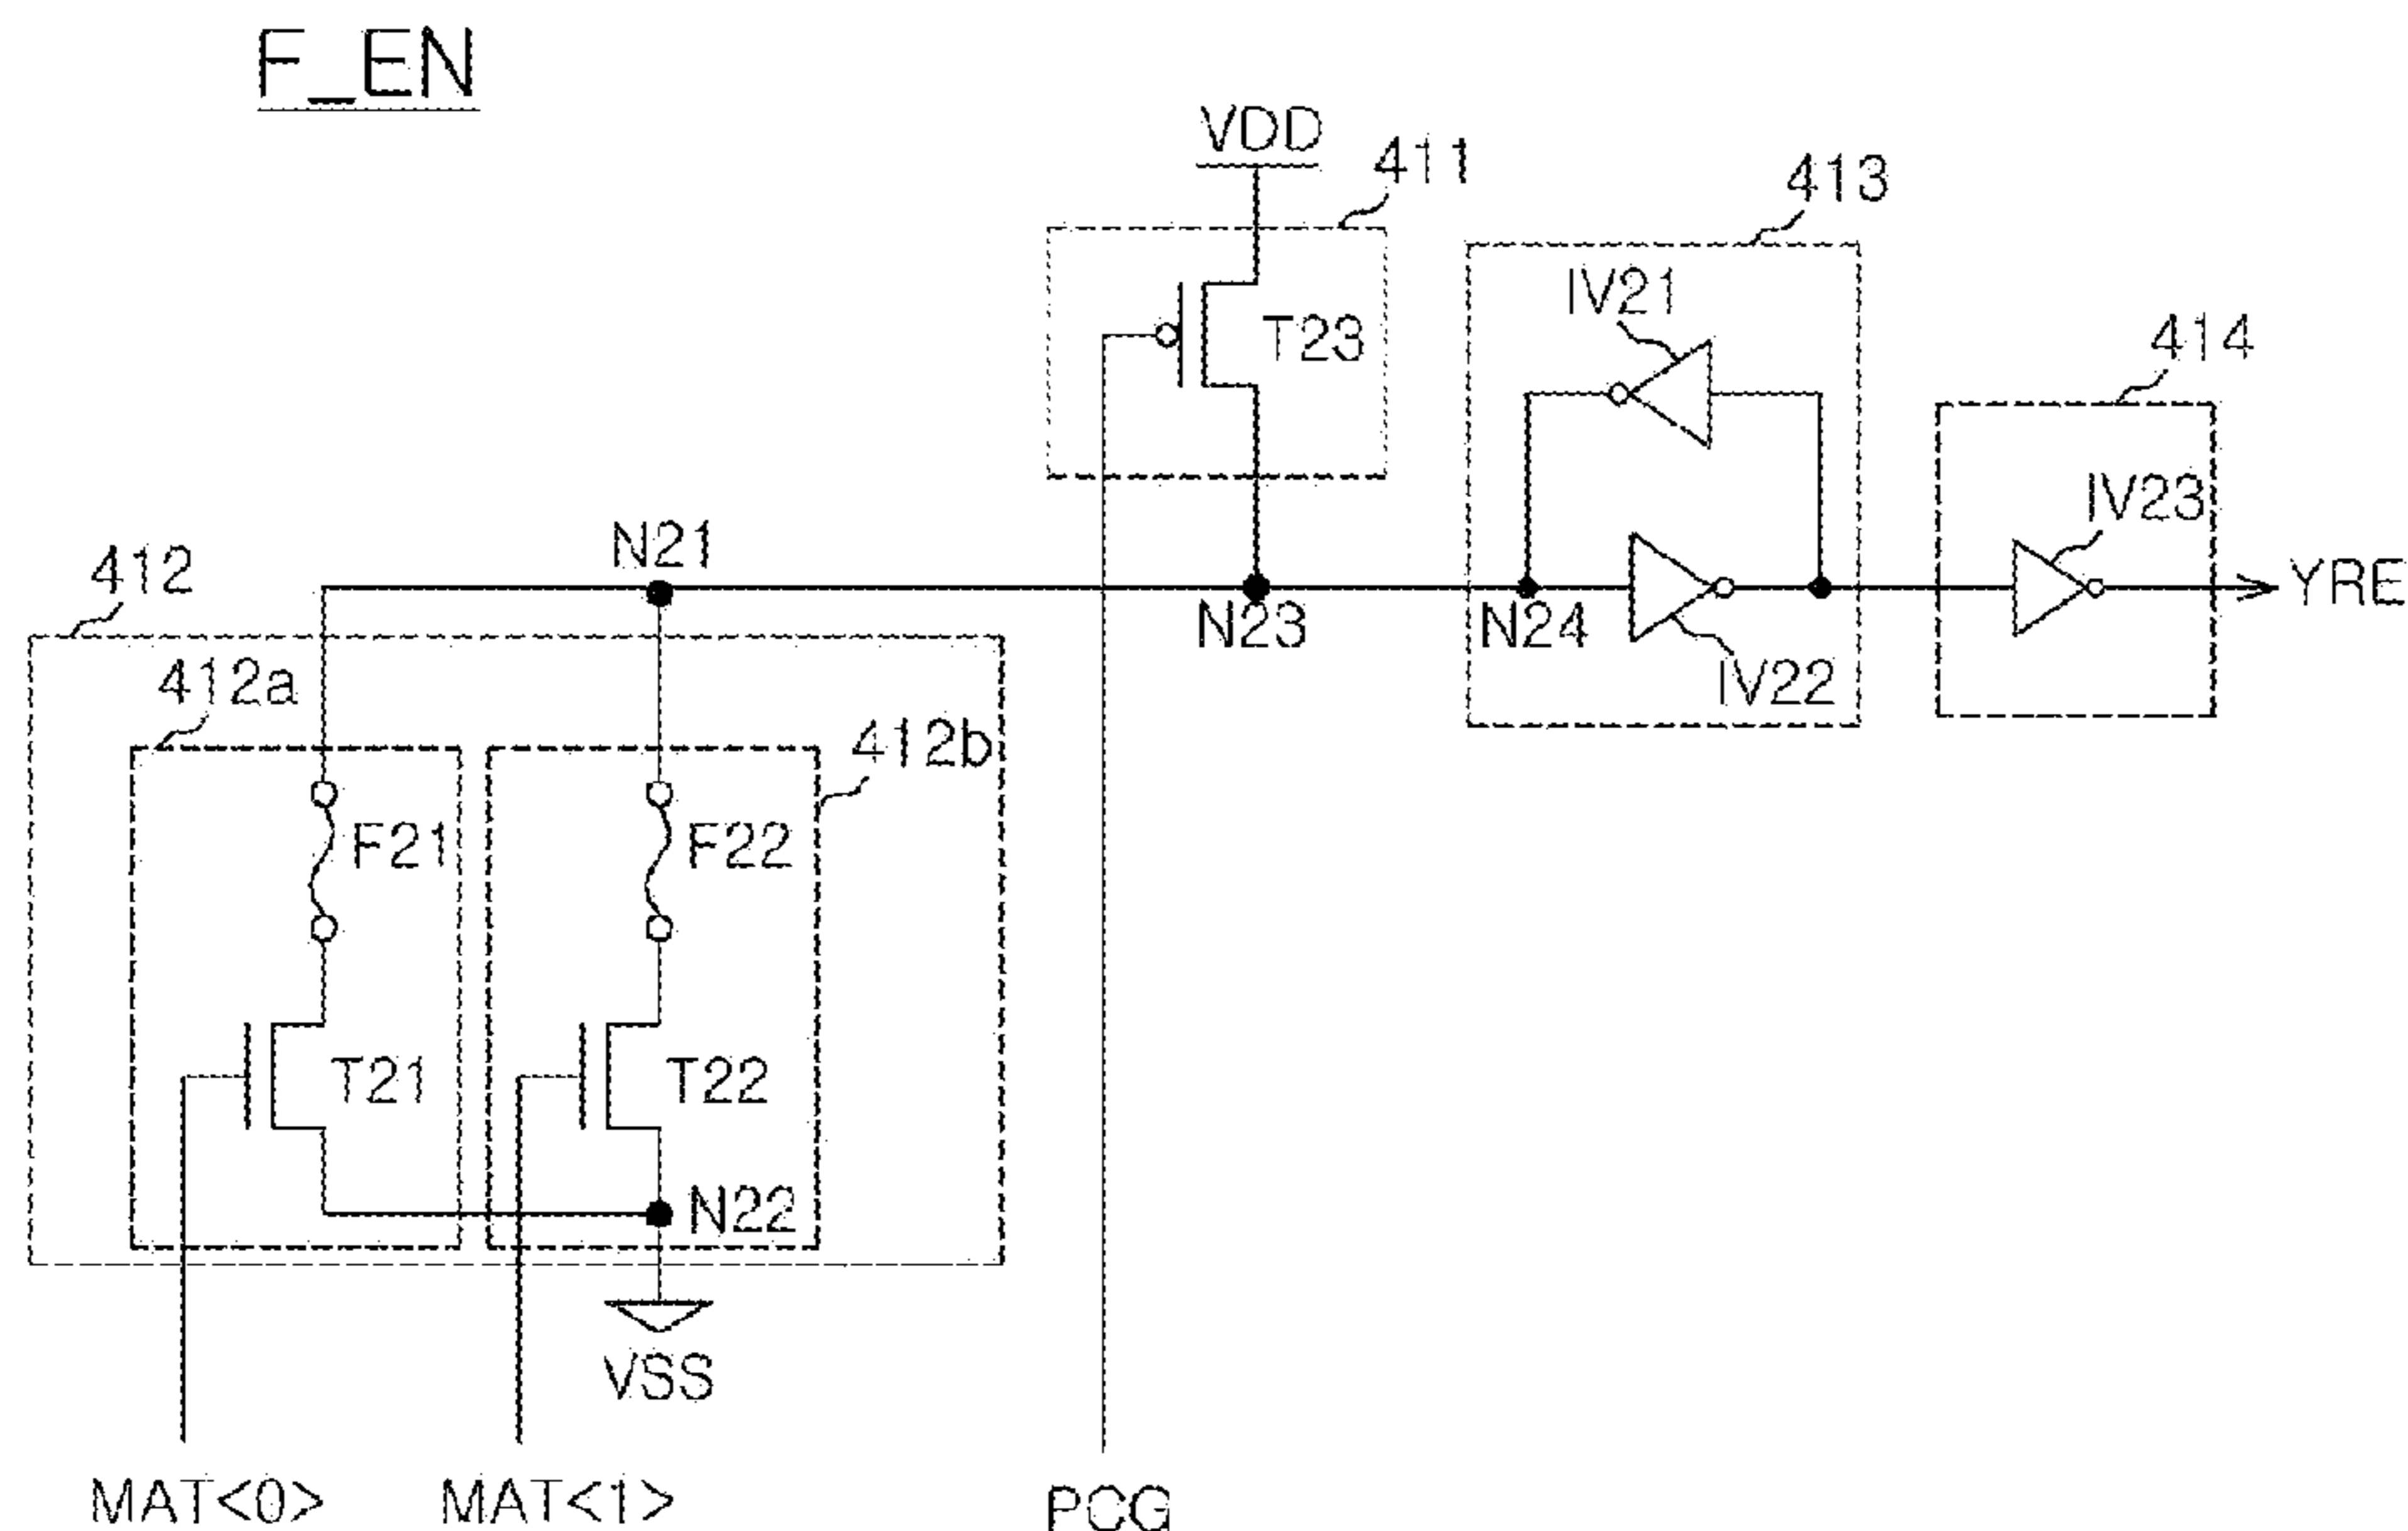 F_EN
VDD
411
413
IV21
T23
414
IV23
N21
412
YRE
N23
N24
412a
IV22
412b
F21
F22
T21
T22
N22
VSS
MAT<0>
MAT<1>
PCG